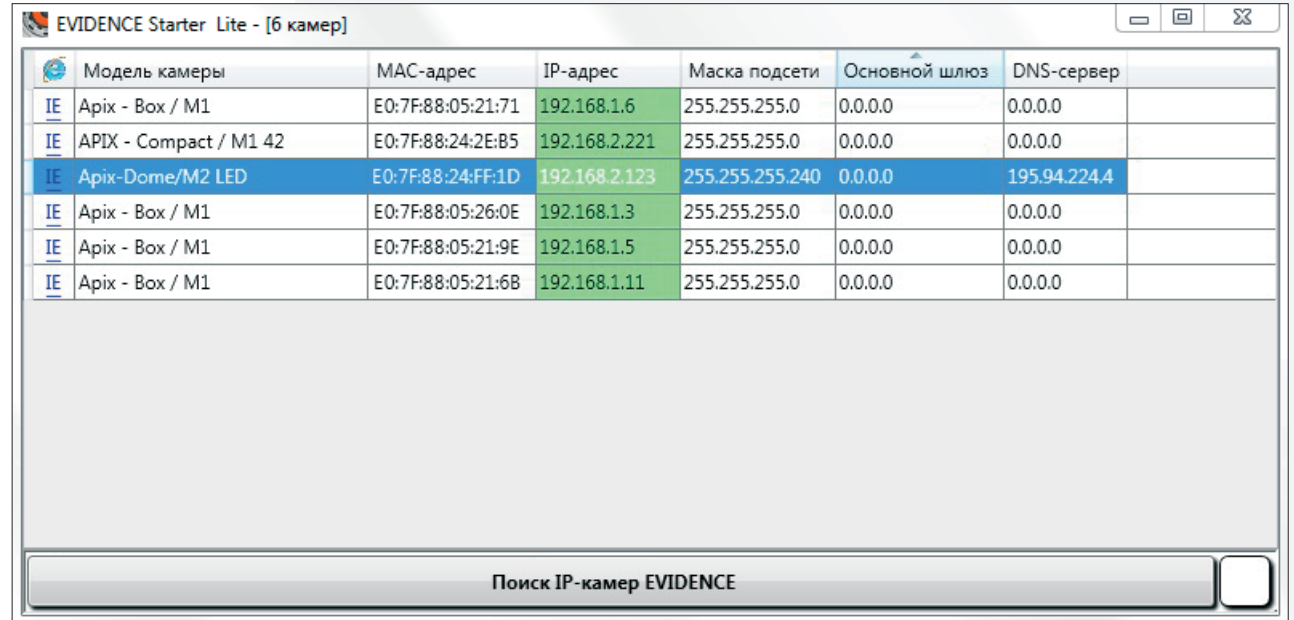 EVIDENCE Starter Lite - [6 камер]
Модель камеры MAC-адрес IP-адрес Маска подсети Основной шлюз DNS-сервер
IE Apix - Box / M1 E0:7F:88:05:21:71 192.168.1.6 255.255.255.0 0.0.0.0 0.0.0.0
IE APIX - Compact / M1 42 E0:7F:88:24:2E:B5 192.168.2.221 255.255.255.0 0.0.0.0 0.0.0.0
IE Apix-Dome/M2 LED E0:7F:88:24:FF:1D 192.168.2.123 255.255.255.240 0.0.0.0 195.94.224.4
IE Apix - Box / M1 E0:7F:88:05:26:0E 192.168.1.3 255.255.255.0 0.0.0.0 0.0.0.0
IE Apix - Box / M1 E0:7F:88:05:21:9E 192.168.1.5 255.255.255.0 0.0.0.0 0.0.0.0
IE Apix - Box / M1 E0:7F:88:05:21:6B 192.168.1.11 255.255.255.0 0.0.0.0 0.0.0.0
Поиск IP-камер EVIDENCE